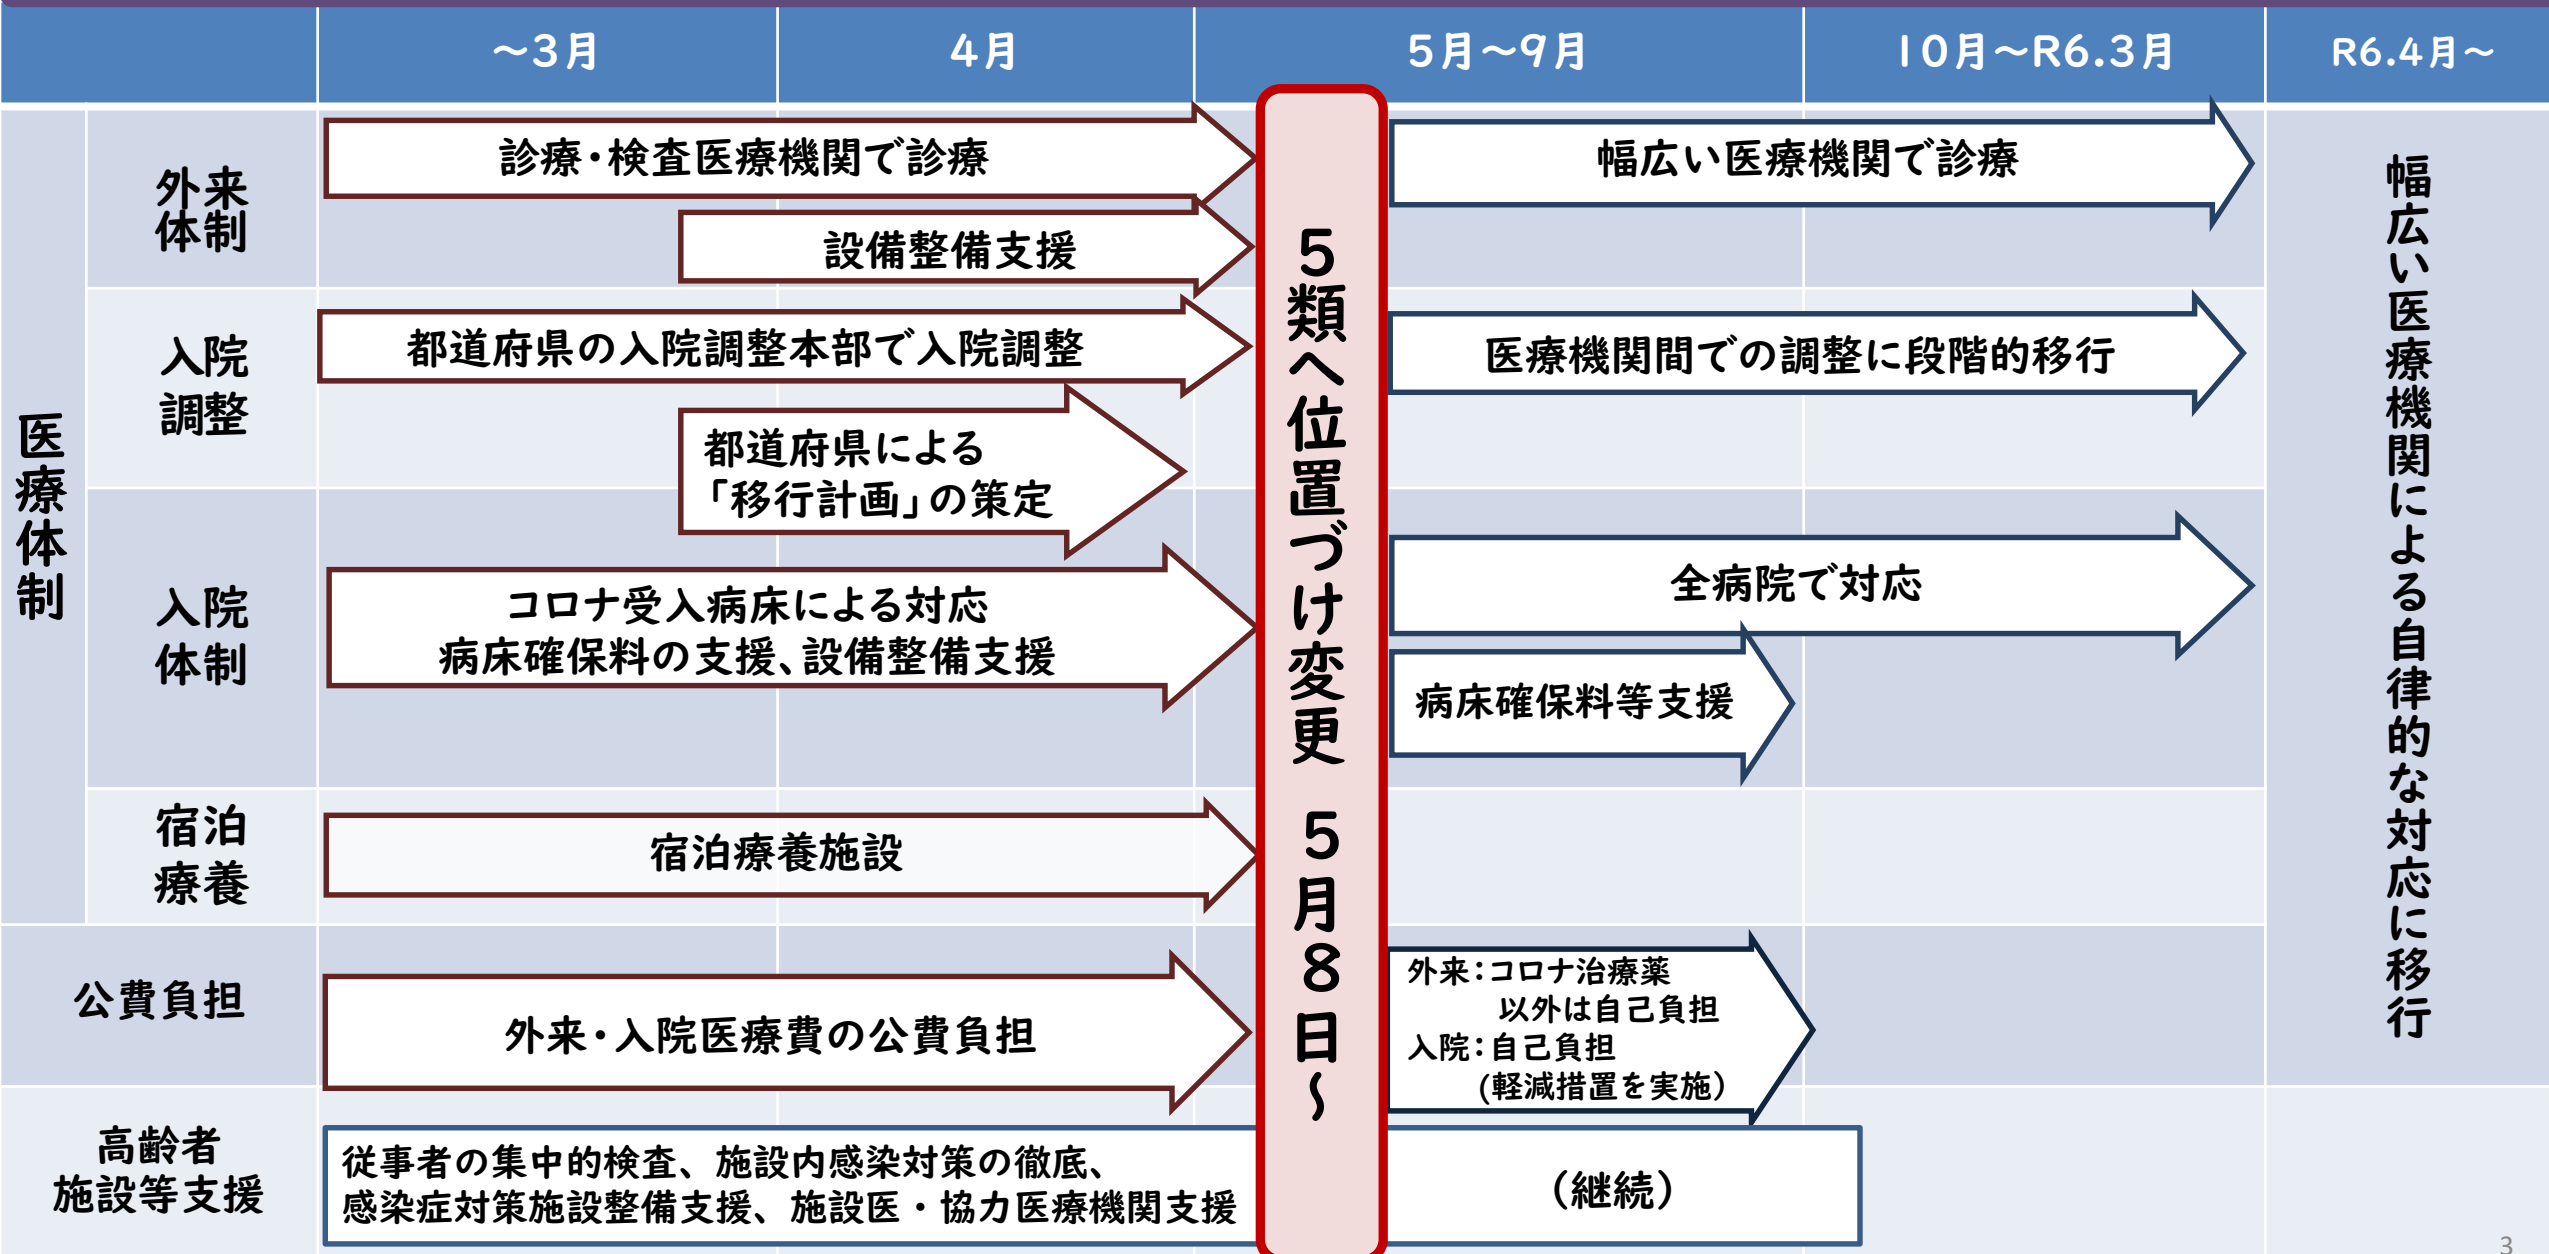 ～3月
4月
5月～9月
10月～R6.3月
R6.4月～
医療体制
外来
体制
診療・検査医療機関で診療
設備整備支援
幅広い医療機関で診療
入院
調整
都道府県の入院調整本部で入院調整
都道府県による
「移行計画」の策定
医療機関間での調整に段階的移行
入院
体制
コロナ受入病床による対応
病床確保料の支援、設備整備支援
全病院で対応
病床確保料等支援
宿泊
療養
宿泊療養施設
公費負担
外来・入院医療費の公費負担
外来：コロナ治療薬
以外は自己負担
入院：自己負担
(軽減措置を実施)
高齢者
施設等支援
従事者の集中的検査、施設内感染対策の徹底、
感染症対策施設整備支援、施設医・協力医療機関支援
（継続）
5類へ位置づけ変更 5月8日～
幅広い医療機関による自律的な対応に移行
3